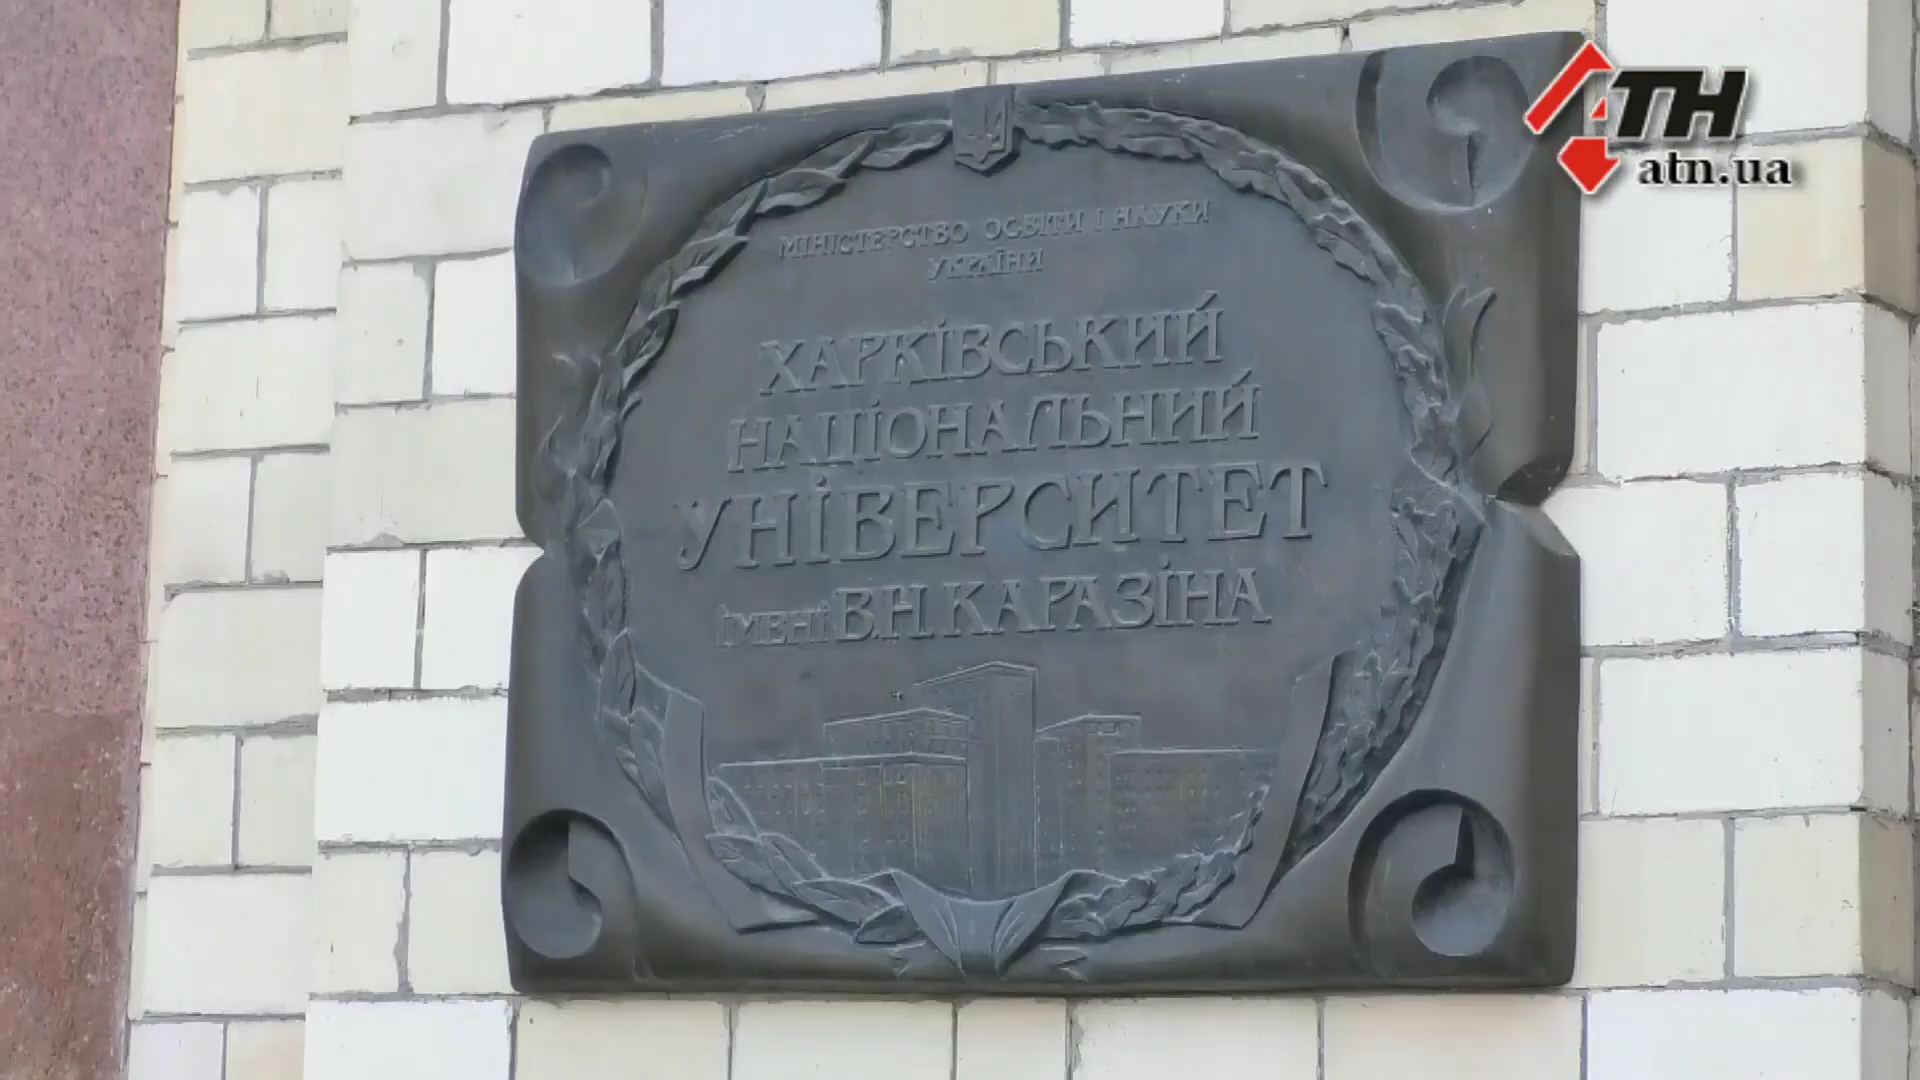 МІНІСТЕРСТВО ОСВІТИ І НАУКИ
УКРАЇНИ
ХАРКІВСЬКИЙ
НАЦІОНАЛЬНИЙ
УНІВЕРСИТЕТ
ІМЕНІ В.Н.КАРАЗІНА
АТН
atn.ua